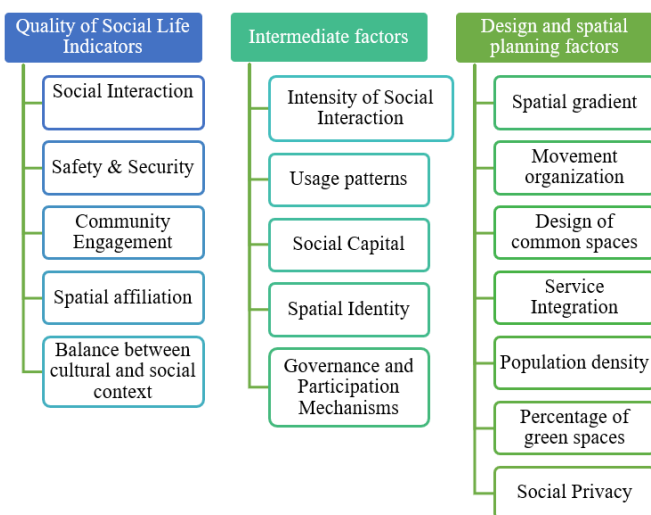 Quality of Social Life
Indicators
Social Interaction
Safety & Security
Community
Engagement
Spatial affiliation
Balance between
cultural and social
context
Intermediate factors
Intensity of Social
Interaction
Usage patterns
Social Capital
Spatial Identity
Governance and
Participation
Mechanisms
Design and spatial
planning factors
Spatial gradient
Movement
organization
Design of
common spaces
Service
Integration
Population density
Percentage of
green spaces
Social Privacy